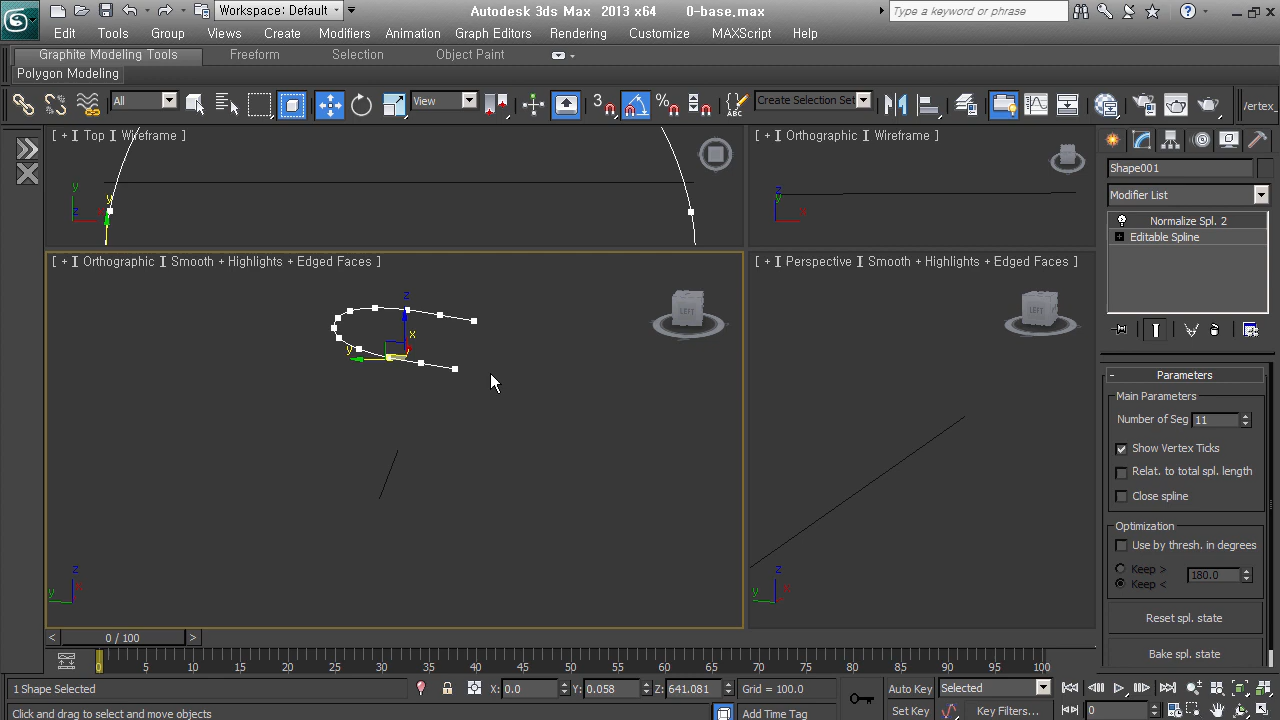 Workspace: Default
Autodesk 3ds Max 2013 x64 0-base.max
Type a keyword or phrase
Edit Tools Group Views Create Modifiers Animation Graph Editors Rendering Customize MAXScript Help
Graphite Modeling Tools Freeform Selection Object Paint
Polygon Modeling
All View 3 Create Selection Set
[ + ] Top ] Wireframe ]
[ + ] Orthographic ] Wireframe ]
Shape001
Modifier List
Normalize Spl. 2
Editable Spline
[ + ] Orthographic ] Smooth + Highlights + Edged Faces ]
[ + ] Perspective ] Smooth + Highlights + Edged Faces ]
LEFT
LEFT
z
x
y
- Parameters
Main Parameters
Number of Seg 11
Show Vertex Ticks
Relat. to total spl. length
Close spline
Optimization
Use by thresh. in degrees
Keep >
180.0
Keep <
Reset spl. state
Bake spl. state
< 0 / 100 >
0 5 10 15 20 25 30 35 40 45 50 55 60 65 70 75 80 85 90 95 100
1 Shape Selected X: 0.0 Y: 0.058 Z: 641.081 Grid = 100.0 Auto Key Selected
Click and drag to select and move objects Add Time Tag Set Key Key Filters... 0